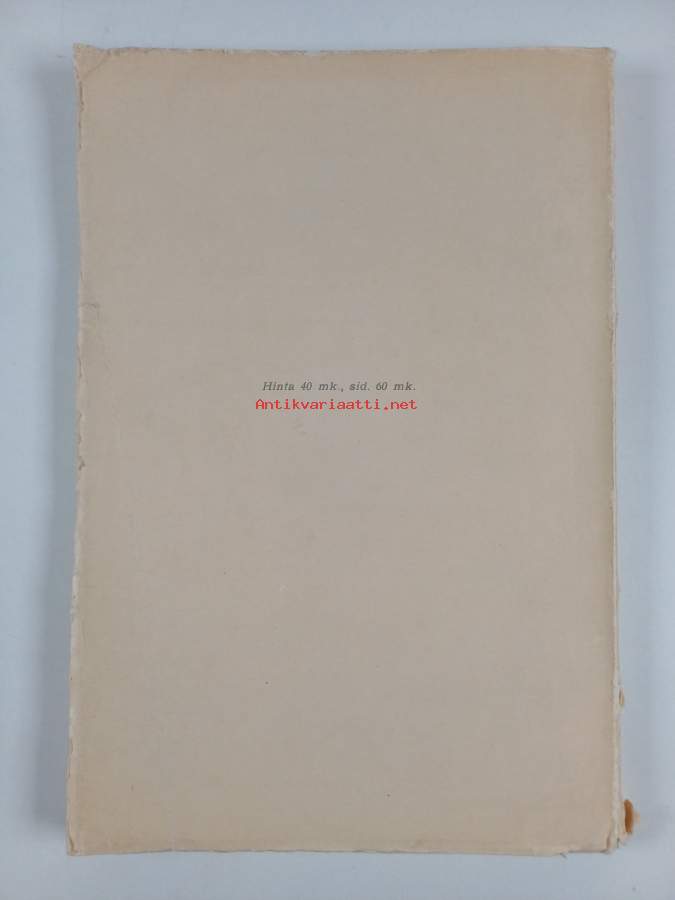 Hinta 40 mk., sid. 60 mk.
Antikvariaatti.net